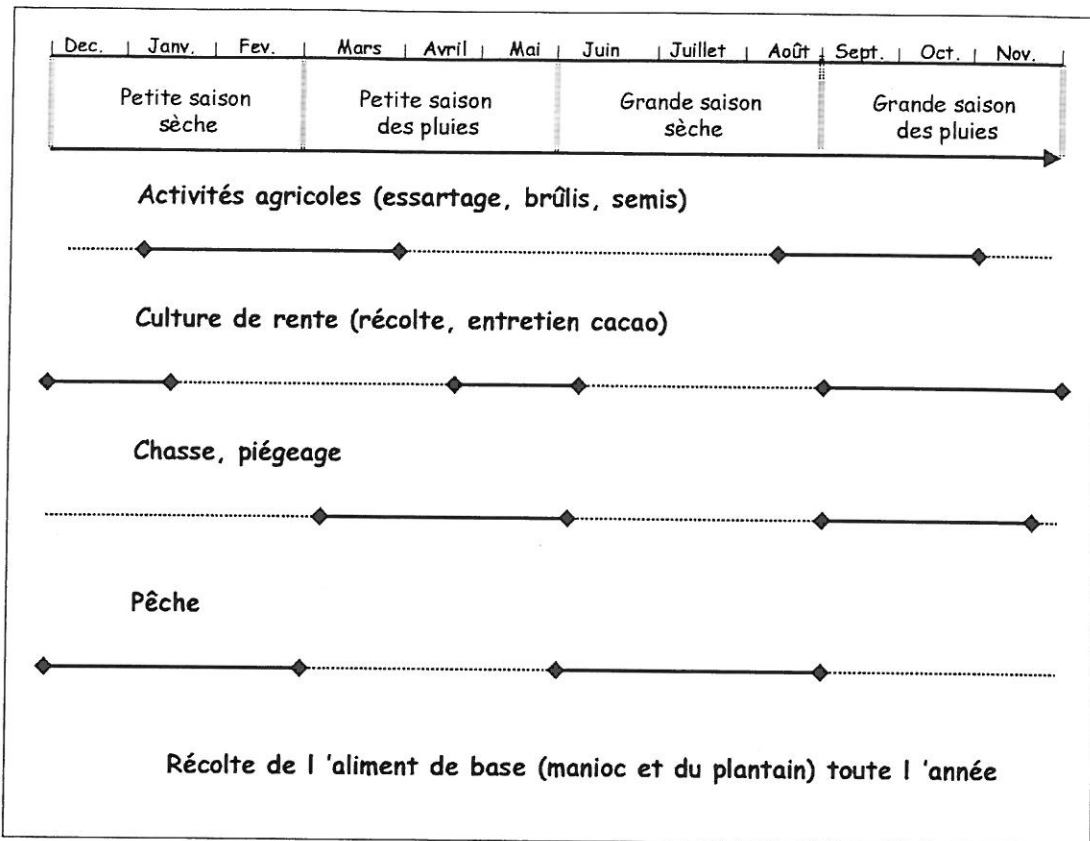 Dec. Janv. Fev. Mars Avril Mai Juin Juillet Août Sept. Oct. Nov.
Petite saison sèche
Petite saison des pluies
Grande saison sèche
Grande saison des pluies
Activités agricoles (essartage, brûlis, semis)
Culture de rente (récolte, entretien cacao)
Chasse, piégeage
Pêche
Récolte de l 'aliment de base (manioc et du plantain) toute l 'année